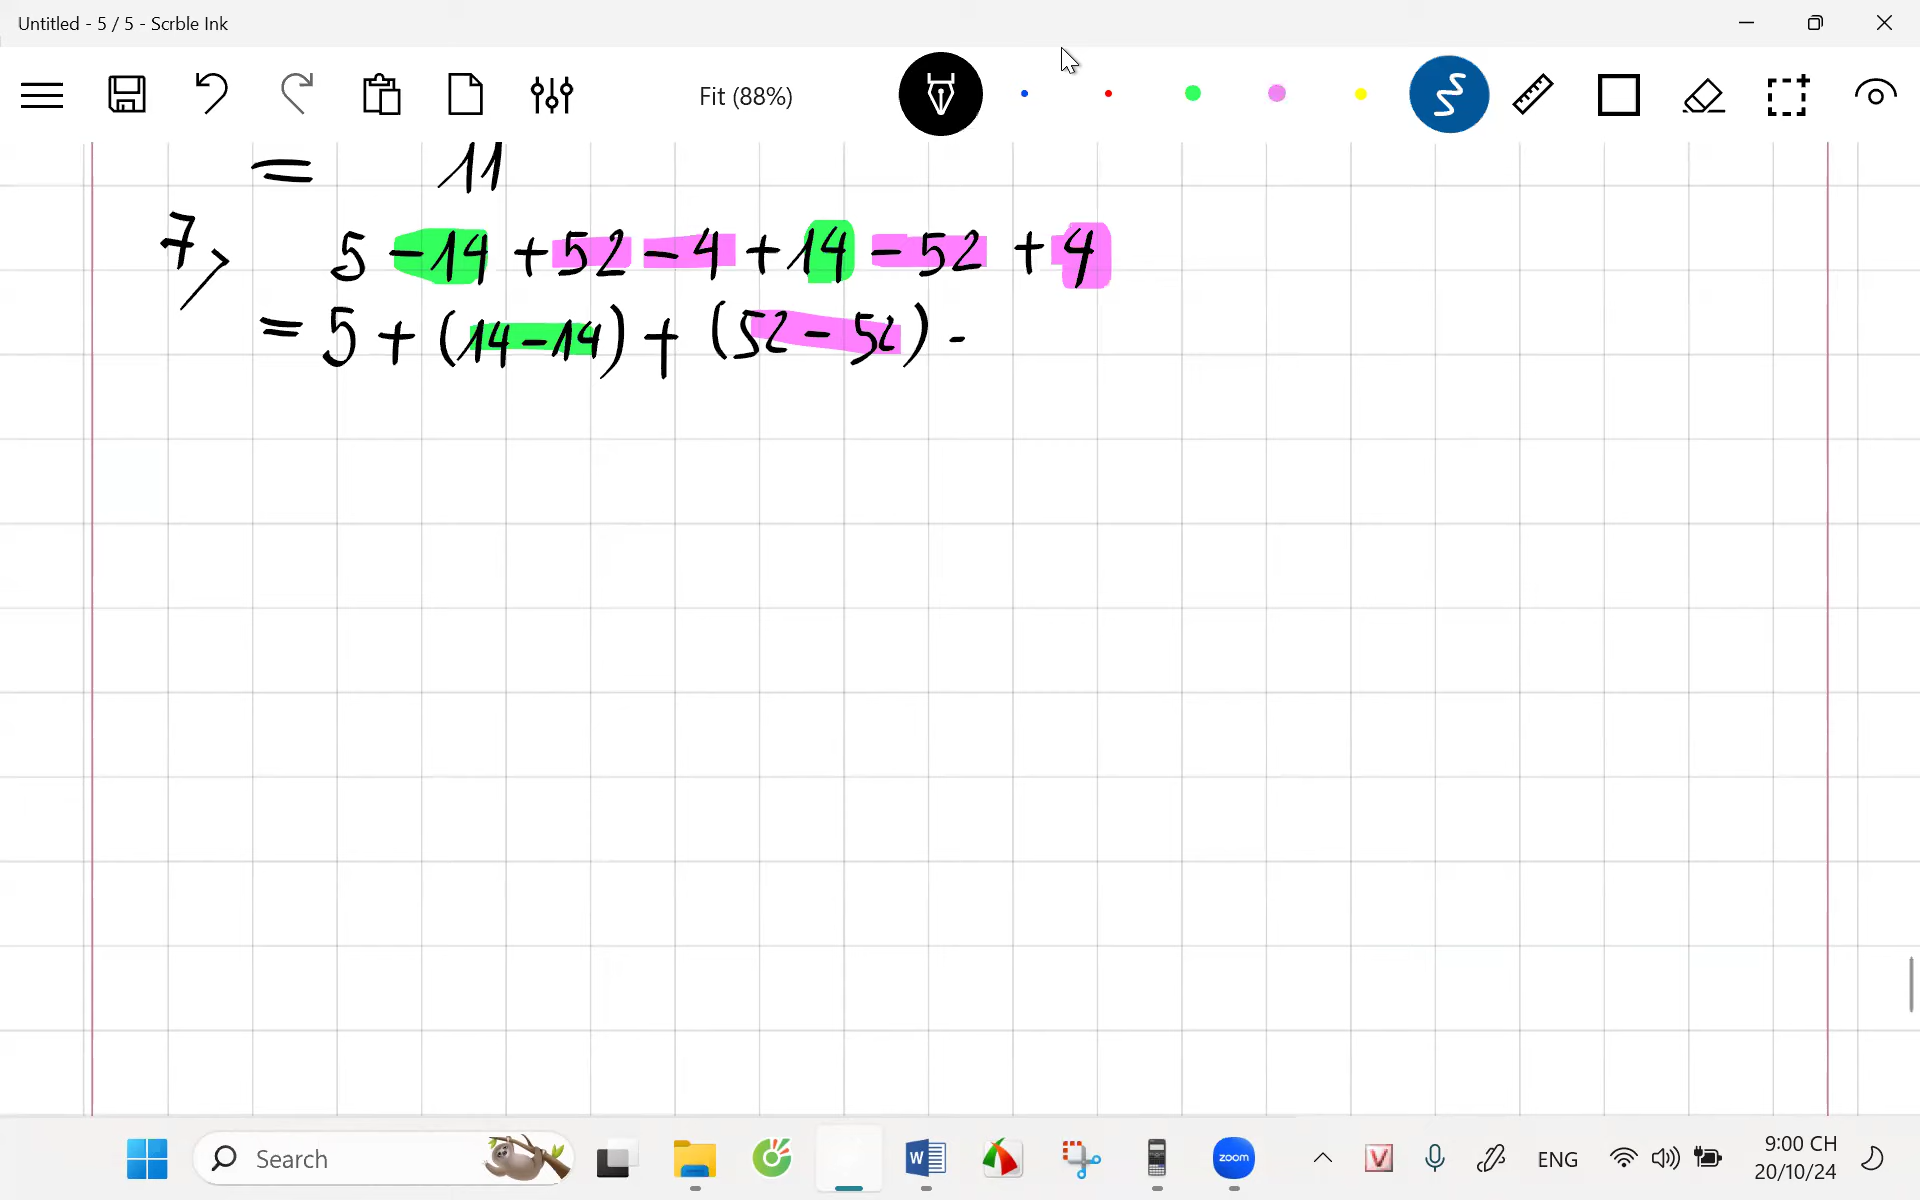 Untitled - 5 / 5 - Scrble Ink
Fit (88%)
= 11
7, 5 -14 +52 -4 +14 -52 +4
= 5 + (14-14) + (52-52) -
Search
W
zoom
V
ENG
9:00 CH
20/10/24